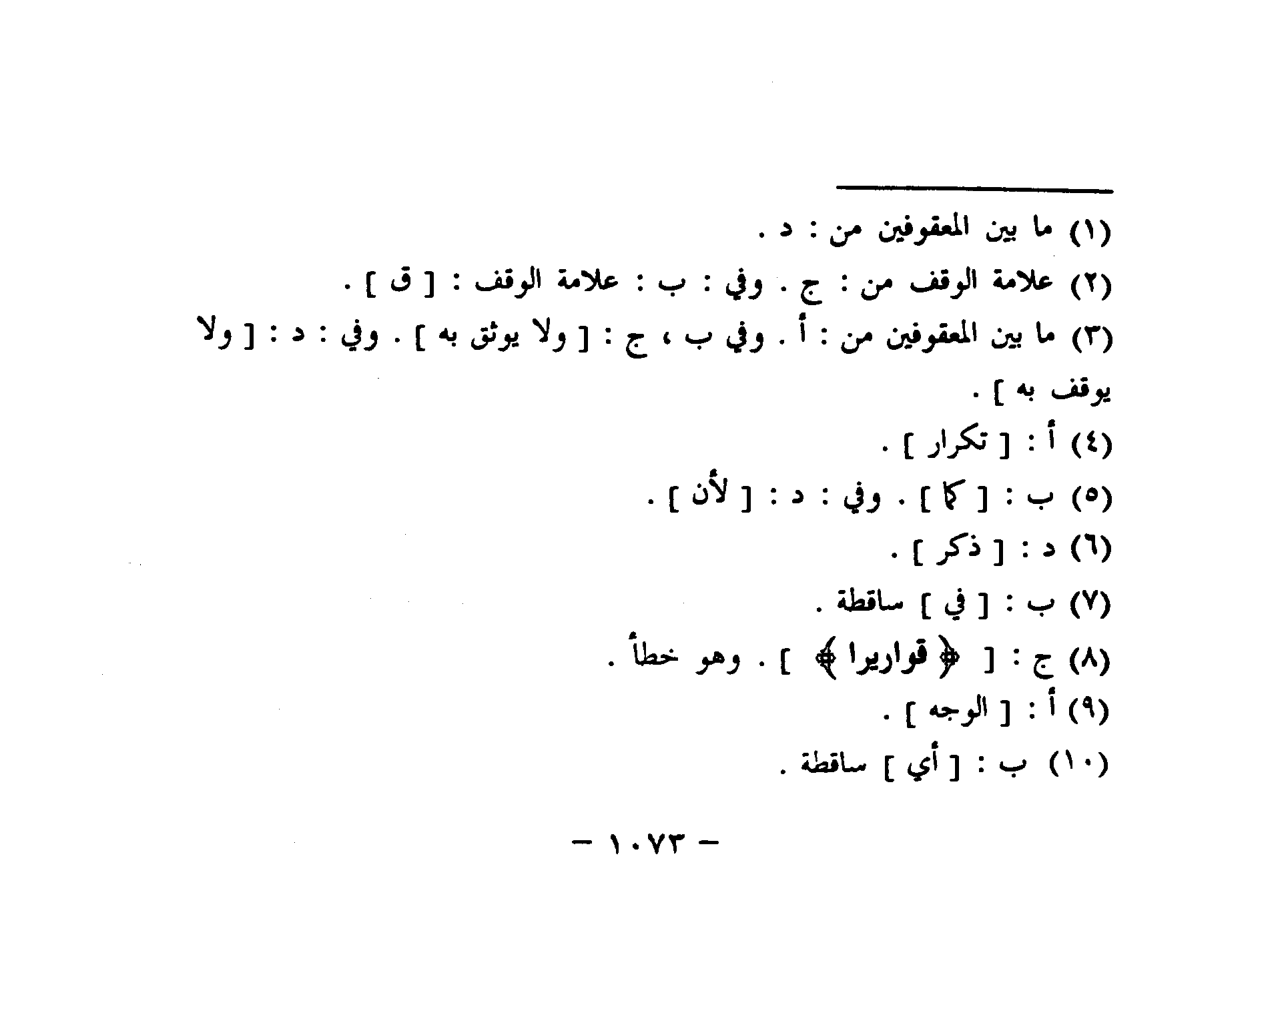 (١) ما بين المعقوفين من : د .
(٢) علامة الوقف من : ج . وفي : ب : علامة الوقف : [ ق ] .
(٣) ما بين المعقوفين من : أ . وفي ب ، ج : [ ولا يوثق به ] . وفي : د : [ ولا
يوقف به ] .
(٤) أ : [ تكرار ] .
(٥) ب : [ كما ] . وفي : د : [ لأن ] .
(٦) د : [ ذكر ] .
(٧) ب : [ في ] ساقطة .
(٨) ج : [ ﴿ قواريرا ﴾ ] . وهو خطأ .
(٩) أ : [ الوجه ] .
(١٠) ب : [ أي ] ساقطة .
– ١٠٧٣ –